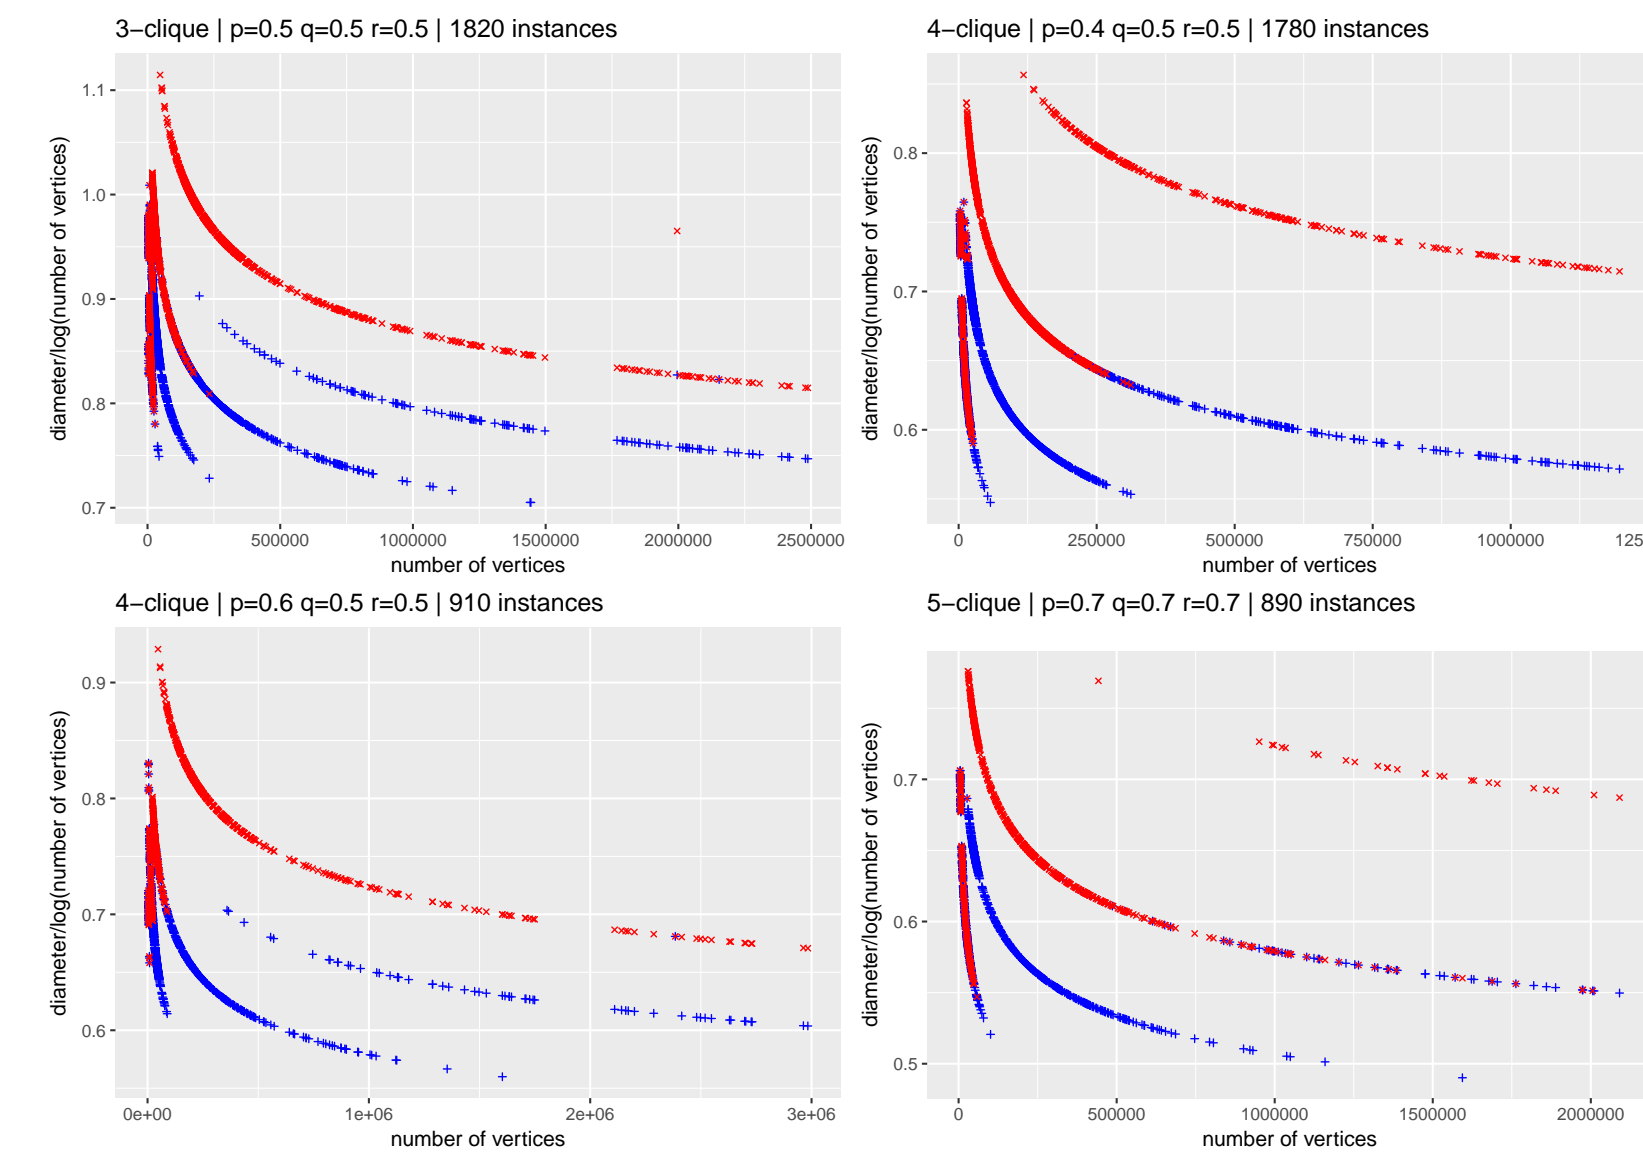 3−clique | p=0.5 q=0.5 r=0.5 | 1820 instances
diameter/log(number of vertices)
1.1
1.0
0.9
0.8
0.7
0
500000
1000000
1500000
2000000
2500000
number of vertices
4−clique | p=0.4 q=0.5 r=0.5 | 1780 instances
diameter/log(number of vertices)
0.8
0.7
0.6
0
250000
500000
750000
1000000
125
number of vertices
4−clique | p=0.6 q=0.5 r=0.5 | 910 instances
diameter/log(number of vertices)
0.9
0.8
0.7
0.6
0e+00
1e+06
2e+06
3e+06
number of vertices
5−clique | p=0.7 q=0.7 r=0.7 | 890 instances
diameter/log(number of vertices)
0.7
0.6
0.5
0
500000
1000000
1500000
2000000
number of vertices